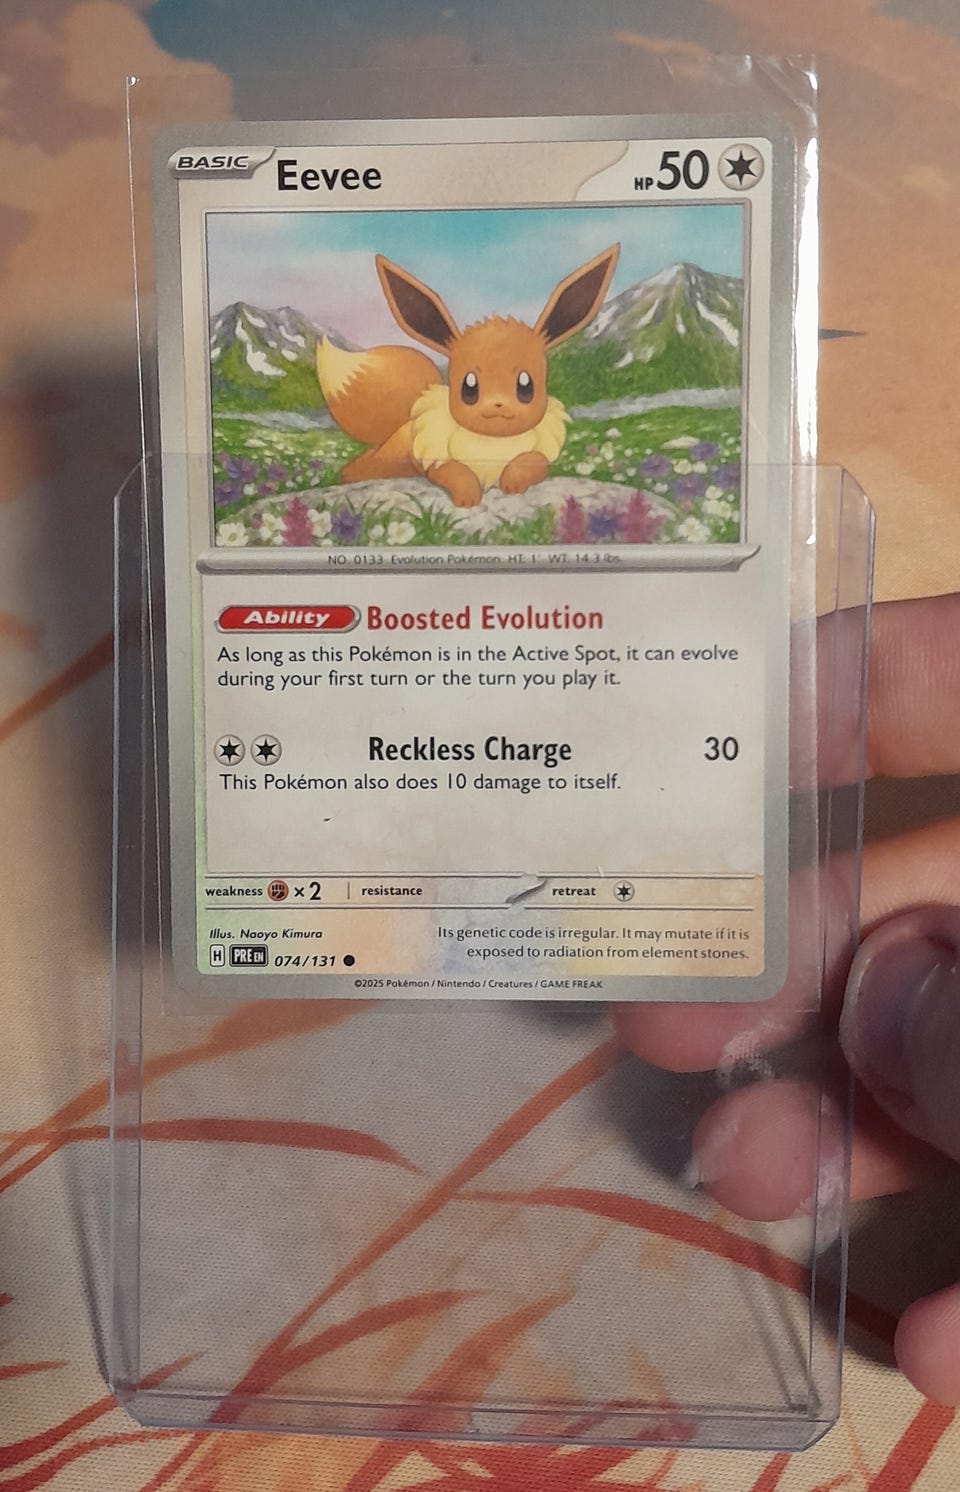 BASIC Eevee HP 50
NO. 0133 Evolution Pokémon HT: 1' WT: 14.3 lbs.
Ability Boosted Evolution
As long as this Pokémon is in the Active Spot, it can evolve
during your first turn or the turn you play it.
Reckless Charge 30
This Pokémon also does 10 damage to itself.
weakness ×2 resistance retreat
Illus. Naoyo Kimura
Its genetic code is irregular. It may mutate if it is
H PRE EN 074/131
exposed to radiation from element stones.
©2025 Pokémon / Nintendo / Creatures / GAME FREAK